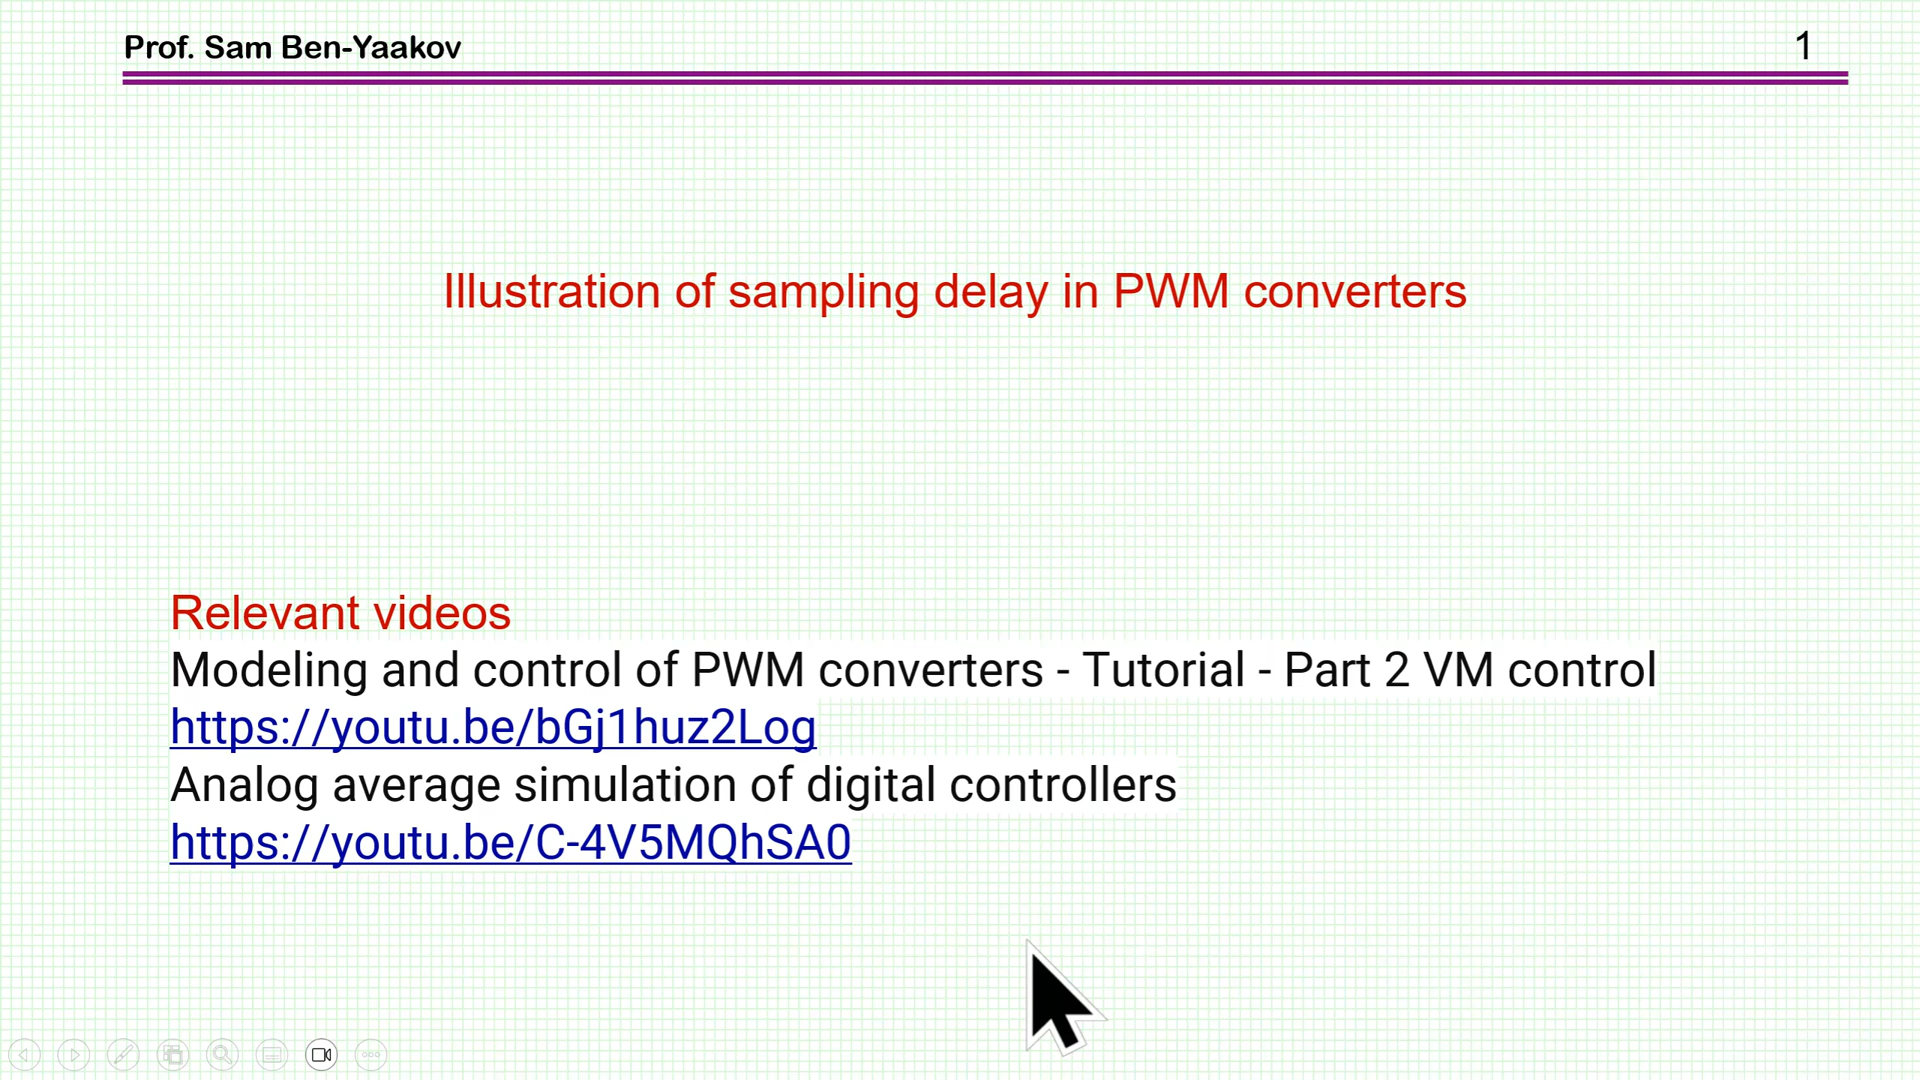 Prof. Sam Ben-Yaakov
1
Illustration of sampling delay in PWM converters
Relevant videos
Modeling and control of PWM converters - Tutorial - Part 2 VM control
https://youtu.be/bGj1huz2Log
Analog average simulation of digital controllers
https://youtu.be/C-4V5MQhSA0